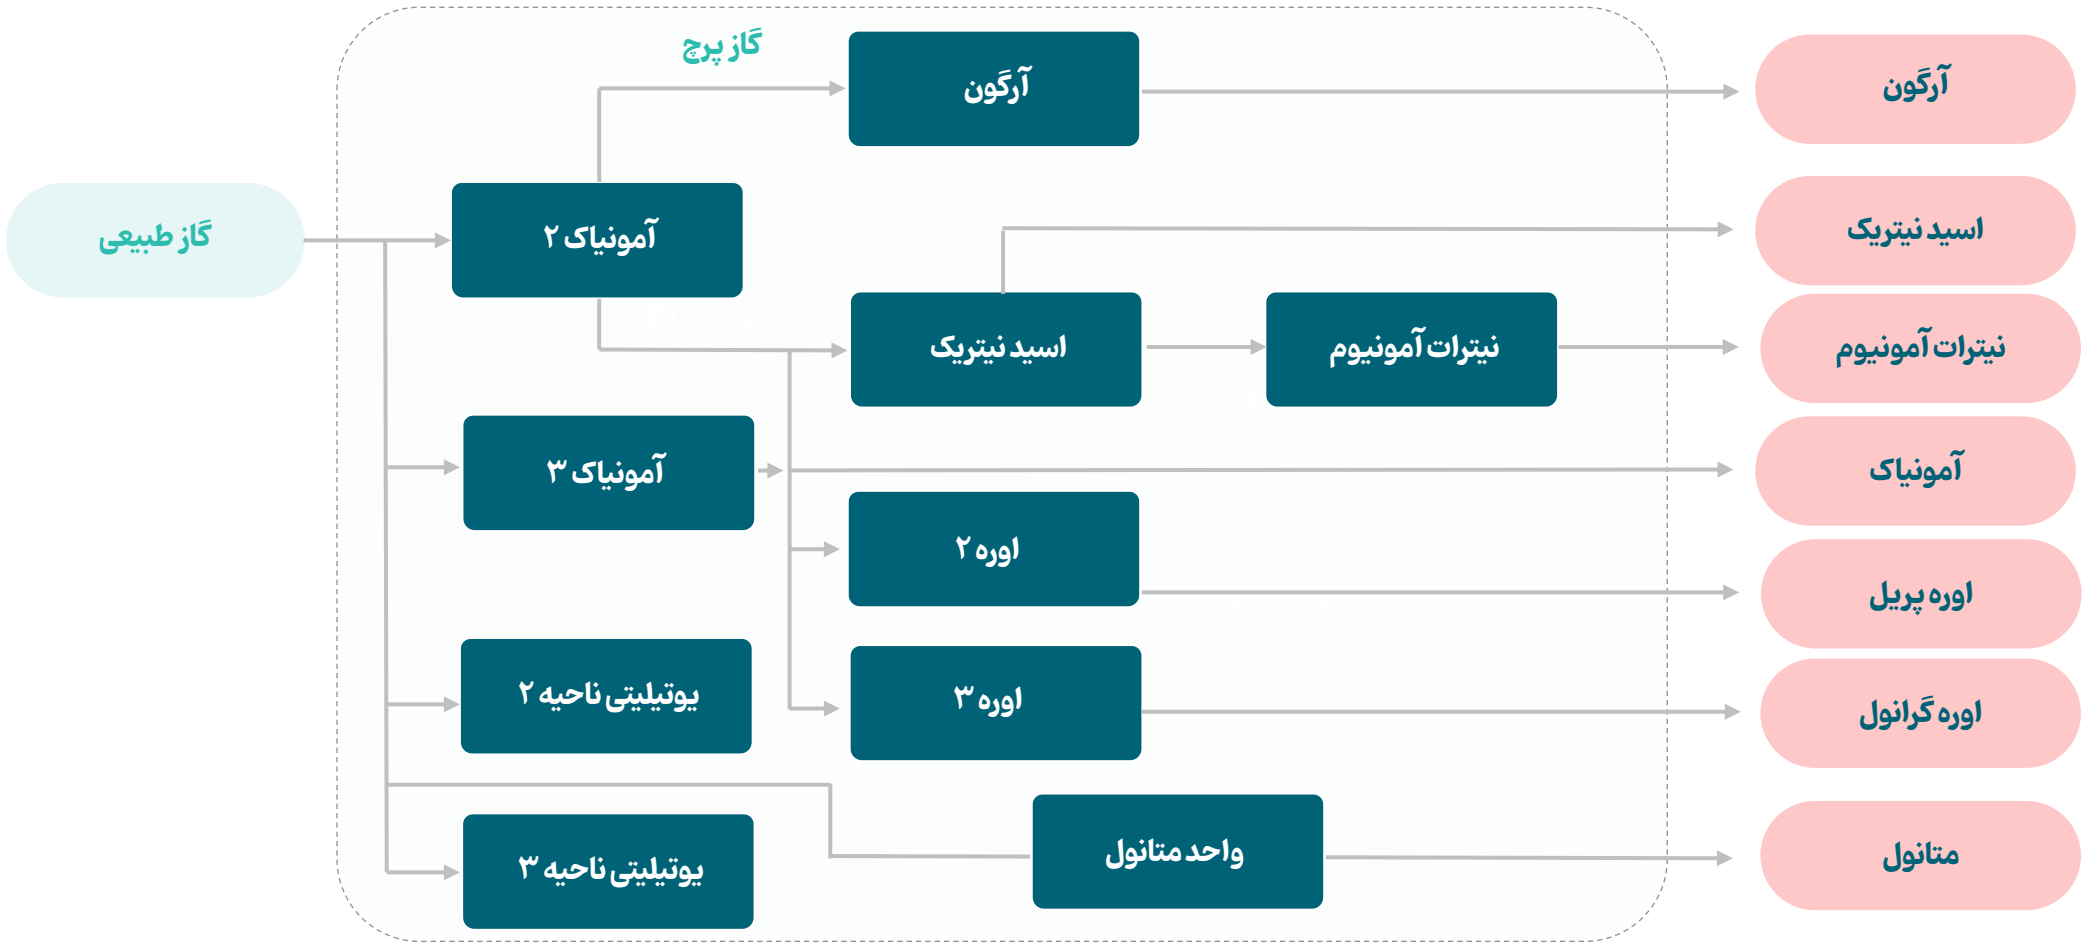 گاز پرچ
آرگون
آرگون
گاز طبیعی
آمونیاک ۲
اسید نیتریک
اسید نیتریک
نیترات آمونیوم
نیترات آمونیوم
آمونیاک ۳
آمونیاک
اوره ۲
اوره پریل
یوتیلیتی ناحیه ۲
اوره ۳
اوره گرانول
یوتیلیتی ناحیه ۳
واحد متانول
متانول